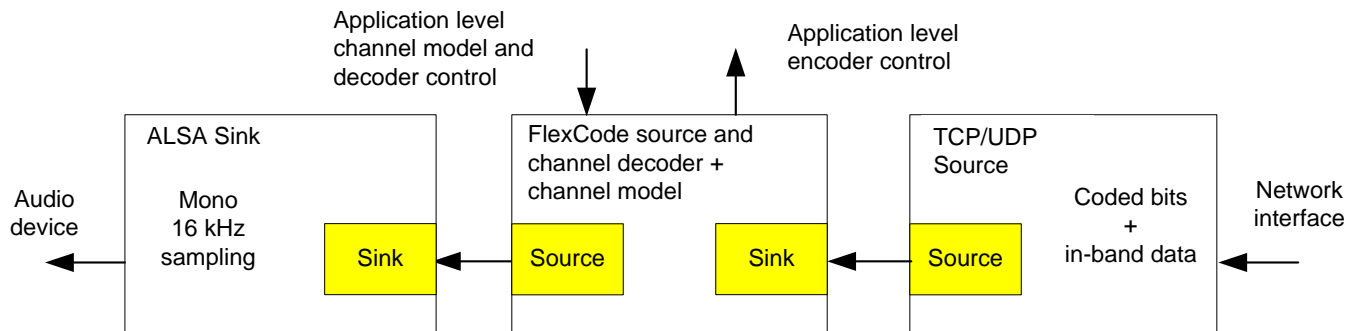 Application level
channel model and
decoder control
Application level
encoder control
ALSA Sink
FlexCode source and
channel decoder +
channel model
TCP/UDP
Source
Audio
device
Mono
16 kHz
sampling
Sink
Source
Sink
Source
Coded bits
+
in-band data
Network
interface